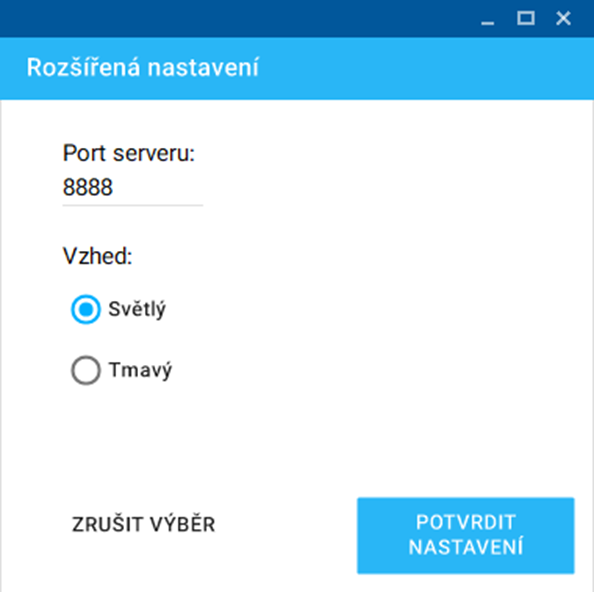 Rozšířená nastavení
Port serveru:
8888
Vzhed:
Světlý
Tmavý
ZRUŠIT VÝBĚR
POTVRDIT
NASTAVENÍ